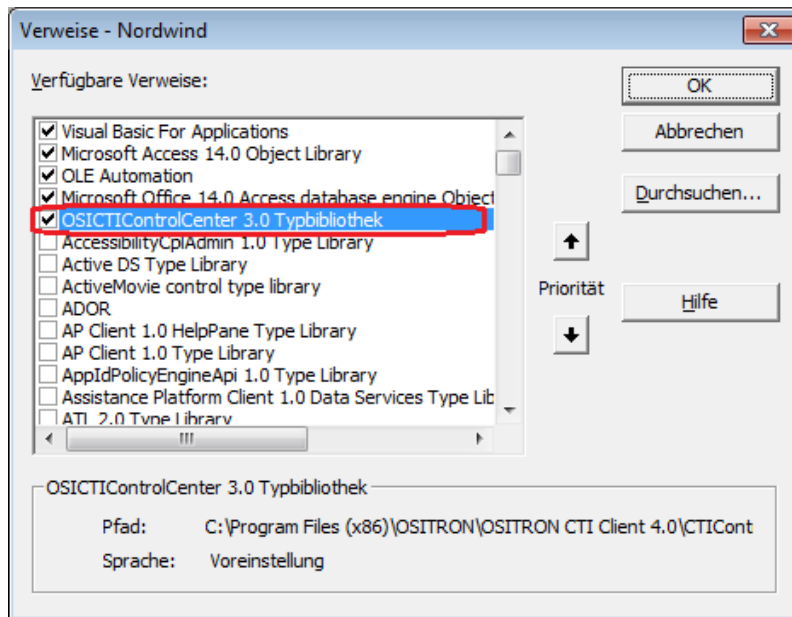 Verweise - Nordwind
Verfügbare Verweise:
Visual Basic For Applications
Microsoft Access 14.0 Object Library
OLE Automation
Microsoft Office 14.0 Access database engine Object
OSICTIControlCenter 3.0 Typbibliothek
AccessibilityCplAdmin 1.0 Type Library
Active DS Type Library
ActiveMovie control type library
ADOR
AP Client 1.0 HelpPane Type Library
AP Client 1.0 Type Library
AppIdPolicyEngineApi 1.0 Type Library
Assistance Platform Client 1.0 Data Services Type Lib
ATL 2.0 Type Library
OK
Abbrechen
Durchsuchen...
Priorität
Hilfe
OSICTIControlCenter 3.0 Typbibliothek
Pfad: C:\Program Files (x86)\OSITRON\OSITRON CTI Client 4.0\CTICont
Sprache: Voreinstellung